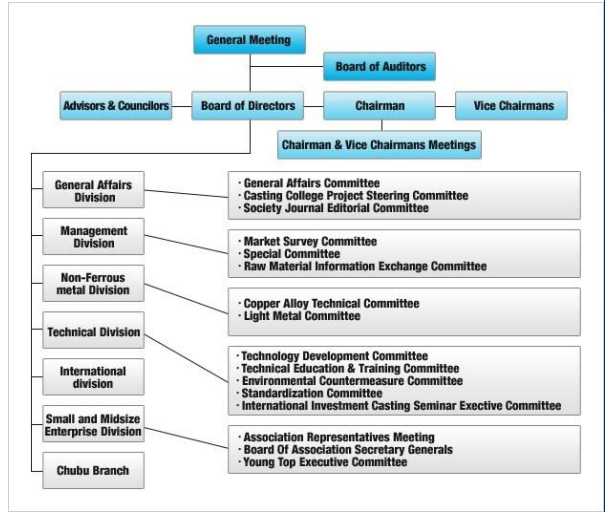 General Meeting
Board of Auditors
Advisors & Councilors
Board of Directors
Chairman
Vice Chairmans
Chairman & Vice Chairmans Meetings
General Affairs
Division
· General Affairs Committee
· Casting College Project Steering Committee
· Society Journal Editorial Committee
Management
Division
· Market Survey Committee
· Special Committee
· Raw Material Information Exchange Committee
Non-Ferrous
metal Division
· Copper Alloy Technical Committee
· Light Metal Committee
Technical Division
· Technology Development Committee
· Technical Education & Training Committee
· Environmental Countermeasure Committee
· Standardization Committee
· International Investment Casting Seminar Exective Committee
International
division
Small and Midsize
Enterprise Division
· Association Representatives Meeting
· Board Of Association Secretary Generals
· Young Top Executive Committee
Chubu Branch